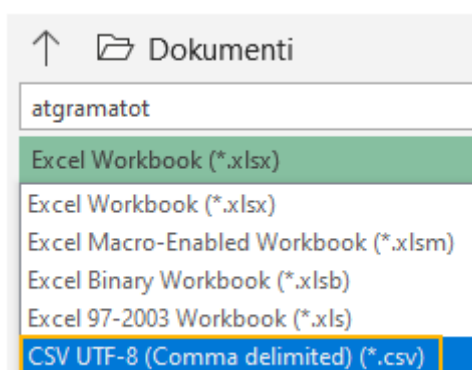 Dokumenti
atgramatot
Excel Workbook (*.xlsx)
Excel Workbook (*.xlsx)
Excel Macro-Enabled Workbook (*.xlsm)
Excel Binary Workbook (*.xlsb)
Excel 97-2003 Workbook (*.xls)
CSV UTF-8 (Comma delimited) (*.csv)